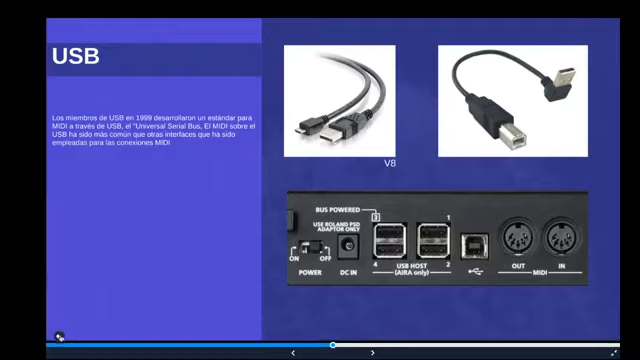 USB
Los miembros de USB en 1999 desarrollaron un estándar para
MIDI a través de USB, el "Universal Serial Bus, El MIDI sobre el
USB ha sido más común que otras interfaces que ha sido
empleadas para las conexiones MIDI
V8
BUS POWERED
3
1
USE ROLAND PSD
ADAPTOR ONLY
ON
OFF
4
2
POWER
DC IN
USB HOST
(AIRA only)
OUT
IN
MIDI